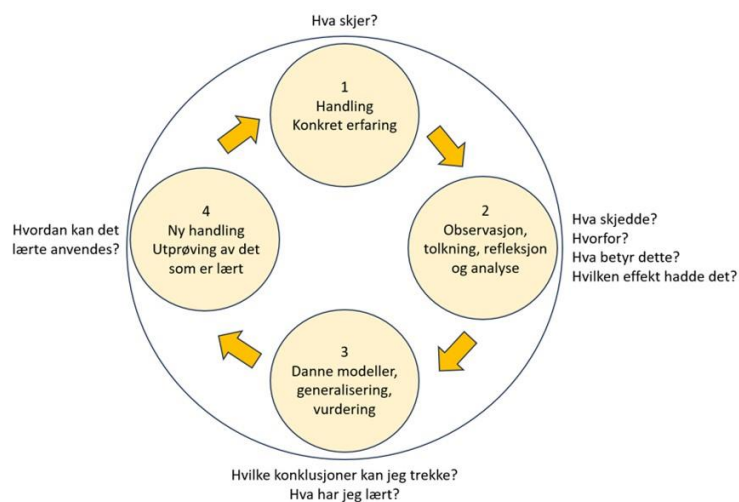 Hva skjer?
1
Handling
Konkret erfaring
2
Observasjon,
tolkning, refleksjon
og analyse
Hva skjedde?
Hvorfor?
Hva betyr dette?
Hvilken effekt hadde det?
3
Danne modeller,
generalisering,
vurdering
Hvilke konklusjoner kan jeg trekke?
Hva har jeg lært?
4
Ny handling
Utprøving av det
som er lært
Hvordan kan det
lærte anvendes?